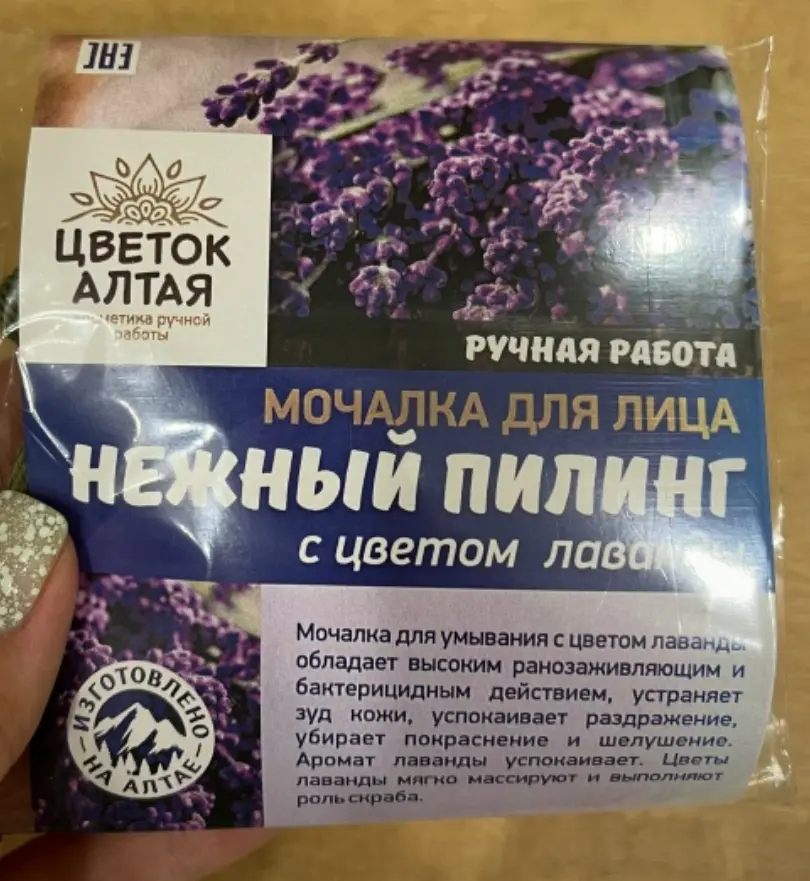 EAC
ЦВЕТОК
АЛТАЯ
ручной
работы
РУЧНАЯ РАБОТА
МОЧАЛКА ДЛЯ ЛИЦА
НЕЖНЫЙ ПИЛИНГ
с цветом
Мочалка для умывания с цветом лаванды
обладает высоким ранозаживляющим и
бактерицидным действием, устраняет
зуд кожи, успокаивает раздражение,
убирает покраснение и шелушение.
Аромат лаванды успокаивает. Цветы
лаванды мягко массируют и выполняют
роль скраба.
ИЗГОТОВЛЕНО
- НА АЛТАЕ -